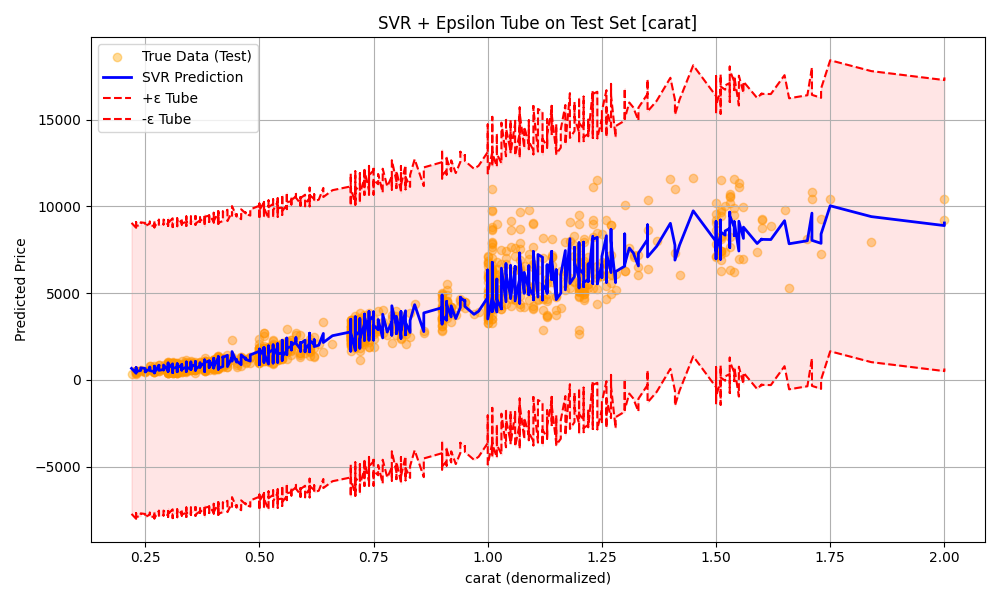 SVR + Epsilon Tube on Test Set [carat]
True Data (Test)
SVR Prediction
+ε Tube
-ε Tube
Predicted Price
15000
10000
5000
0
−5000
0.25 0.50 0.75 1.00 1.25 1.50 1.75 2.00
carat (denormalized)